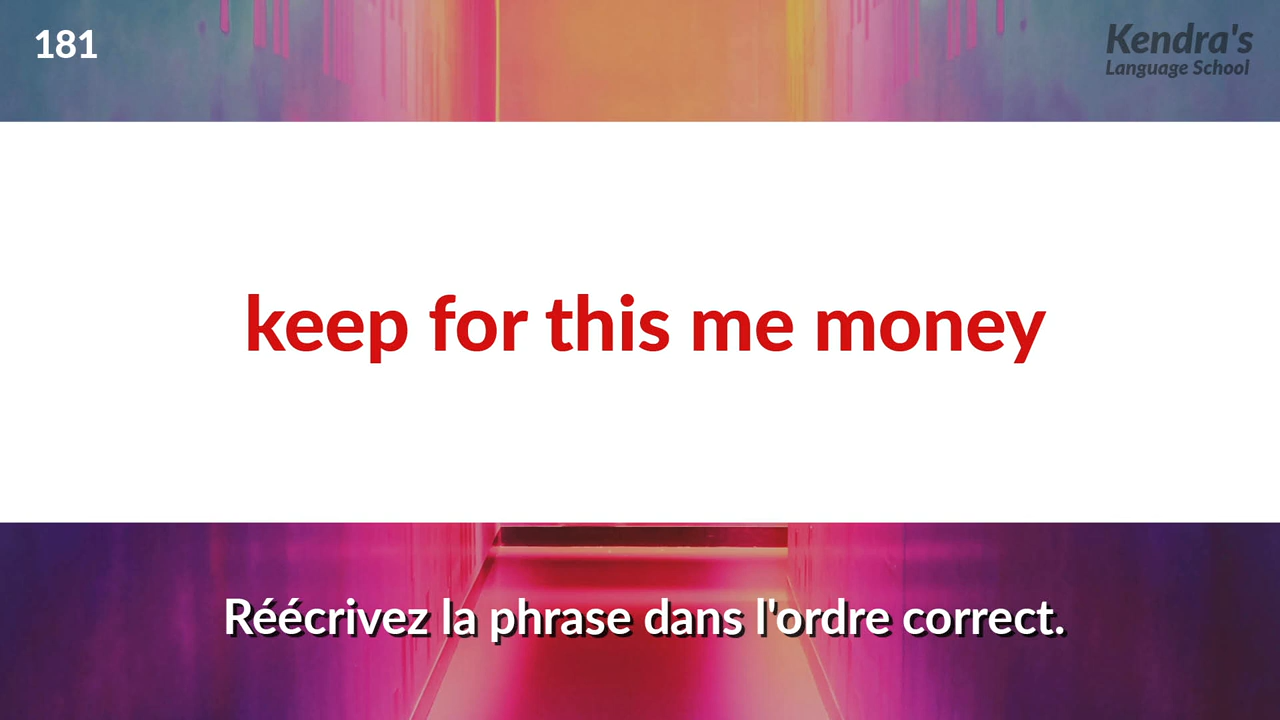 181
Kendra's
Language School
keep for this me money
Réécrivez la phrase dans l'ordre correct.